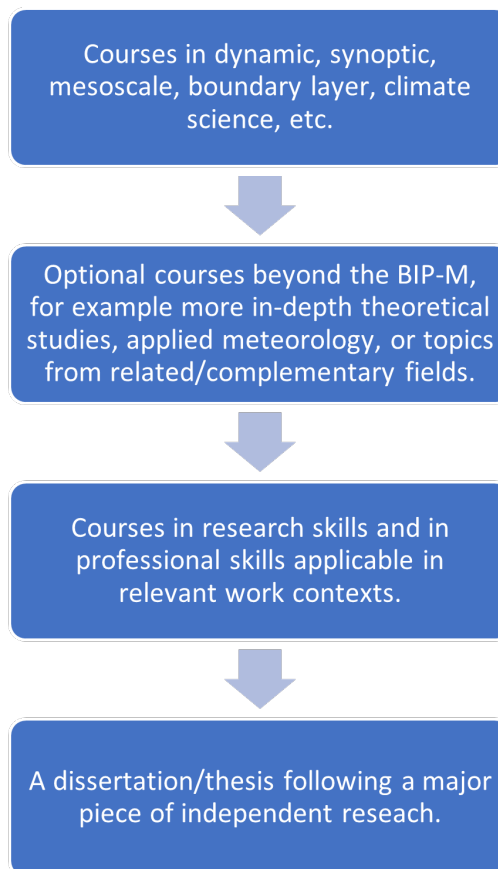 Courses in dynamic, synoptic,
mesoscale, boundary layer, climate
science, etc.
Optional courses beyond the BIP-M,
for example more in-depth theoretical
studies, applied meteorology, or topics
from related/complementary fields.
Courses in research skills and in
professional skills applicable in
relevant work contexts.
A dissertation/thesis following a major
piece of independent reseach.